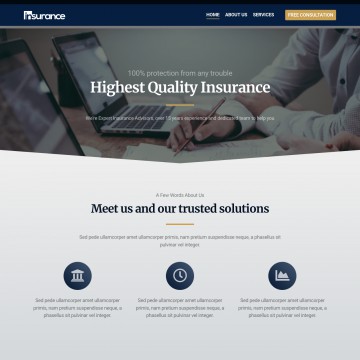 insurance
HOME ABOUT US SERVICES FREE CONSULTATION
100% protection from any trouble
Highest Quality Insurance
We're Expert Insurance Advisors, over 15 years experience and dedicated team to help you.
A Few Words About Us
Meet us and our trusted solutions
Sed pede ullamcorper amet ullamcorper primis, nam pretium suspendisse neque, a phasellus sit
pulvinar vel integer.
Sed pede ullamcorper amet ullamcorper
primis, nam pretium suspendisse neque, a
phasellus sit pulvinar vel integer.
Sed pede ullamcorper amet ullamcorper
primis, nam pretium suspendisse neque, a
phasellus sit pulvinar vel integer.
Sed pede ullamcorper amet ullamcorper
primis, nam pretium suspendisse neque, a
phasellus sit pulvinar vel integer.